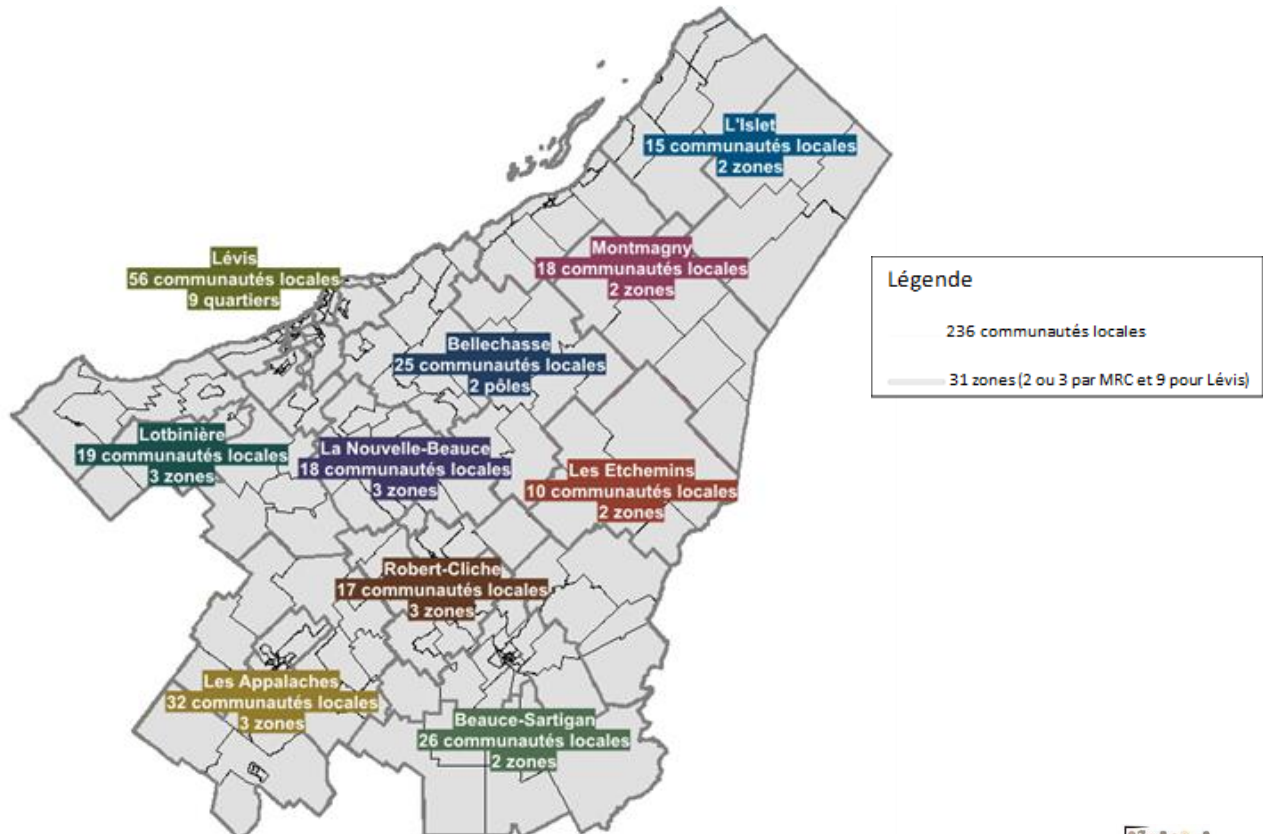 L'Islet
15 communautés locales
2 zones
Montmagny
18 communautés locales
2 zones
Lévis
56 communautés locales
9 quartiers
Légende
236 communautés locales
31 zones (2 ou 3 par MRC et 9 pour Lévis)
Bellechasse
25 communautés locales
2 pôles
Lotbinière
19 communautés locales
3 zones
La Nouvelle-Beauce
18 communautés locales
3 zones
Les Etchemins
10 communautés locales
2 zones
Robert-Cliche
17 communautés locales
3 zones
Les Appalaches
32 communautés locales
3 zones
Beauce-Sartigan
26 communautés locales
2 zones